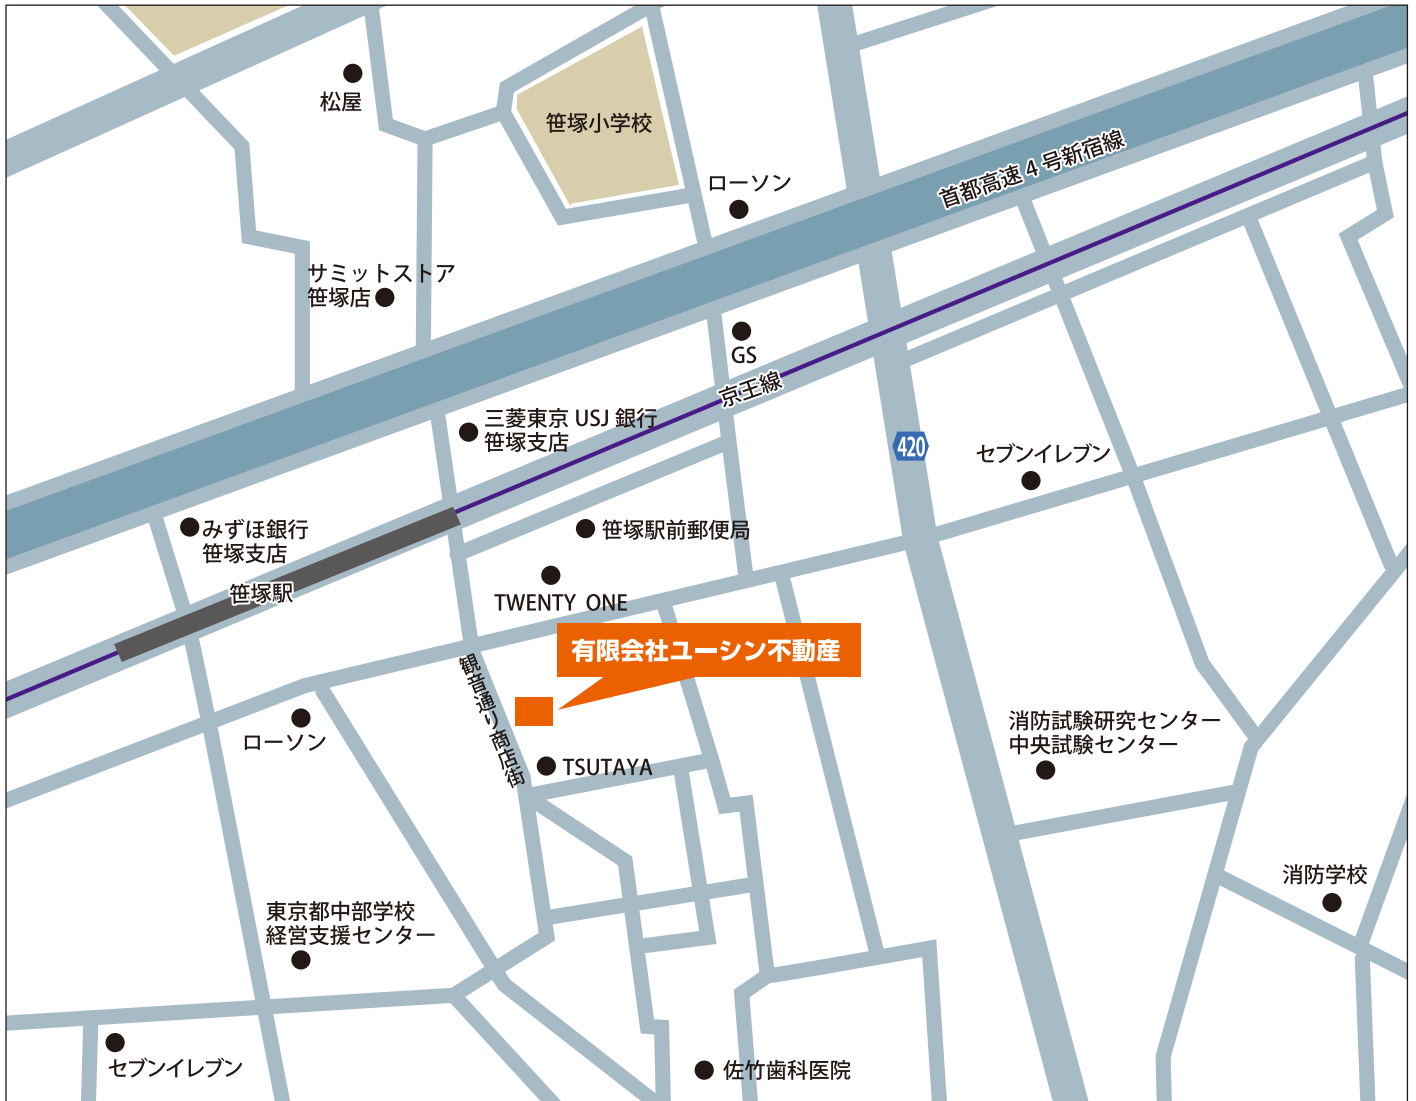 松屋
笹塚小学校
ローソン
首都高速4号新宿線
サミットストア
笹塚店
GS
京王線
三菱東京 USJ 銀行
笹塚支店
420
セブンイレブン
みずほ銀行
笹塚支店
笹塚駅前郵便局
笹塚駅
TWENTY ONE
有限会社ユーシン不動産
観音通り商店街
ローソン
消防試験研究センター
中央試験センター
TSUTAYA
消防学校
東京都中部学校
経営支援センター
セブンイレブン
佐竹歯科医院